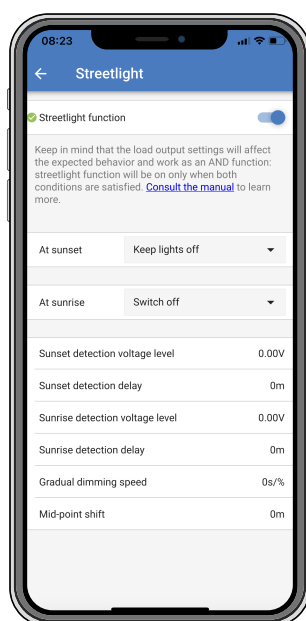 08:23
Streetlight
Streetlight function
Keep in mind that the load output settings will affect
the expected behavior and work as an AND function:
streetlight function will be on only when both
conditions are satisfied. Consult the manual to learn
more.
At sunset Keep lights off
At sunrise Switch off
Sunset detection voltage level 0.00V
Sunset detection delay 0m
Sunrise detection voltage level 0.00V
Sunrise detection delay 0m
Gradual dimming speed 0s/%
Mid-point shift 0m